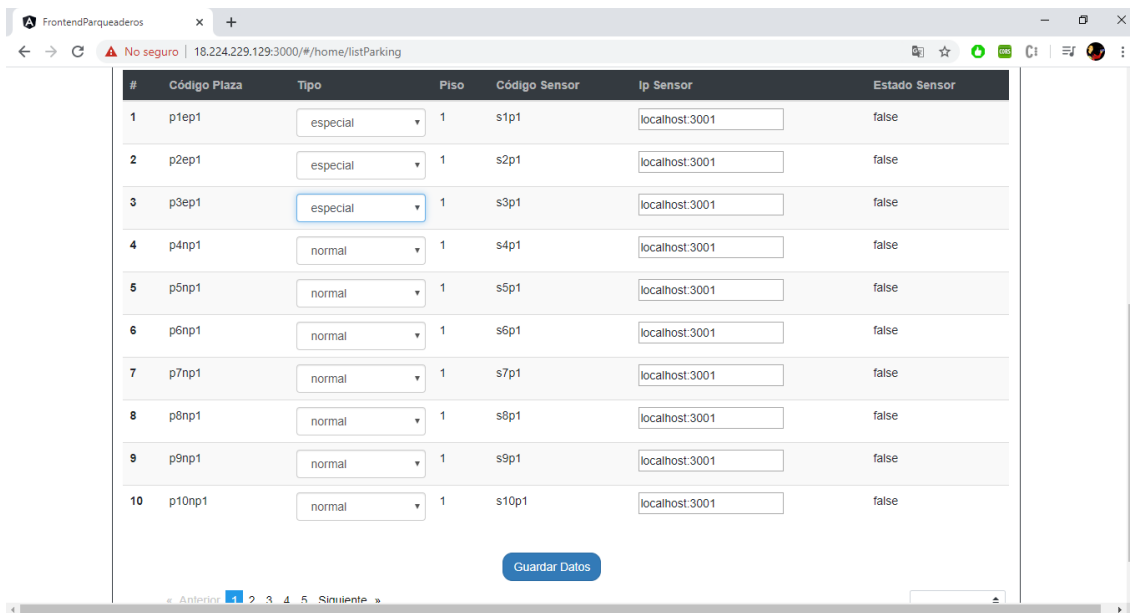 FrontendParqueaderos
No seguro | 18.224.229.129:3000/#/home/listParking
# Código Plaza Tipo Piso Código Sensor Ip Sensor Estado Sensor
1 p1ep1 especial 1 s1p1 localhost:3001 false
2 p2ep1 especial 1 s2p1 localhost:3001 false
3 p3ep1 especial 1 s3p1 localhost:3001 false
4 p4np1 normal 1 s4p1 localhost:3001 false
5 p5np1 normal 1 s5p1 localhost:3001 false
6 p6np1 normal 1 s6p1 localhost:3001 false
7 p7np1 normal 1 s7p1 localhost:3001 false
8 p8np1 normal 1 s8p1 localhost:3001 false
9 p9np1 normal 1 s9p1 localhost:3001 false
10 p10np1 normal 1 s10p1 localhost:3001 false
Guardar Datos
« Anterior 1 2 3 4 5 Siguiente »